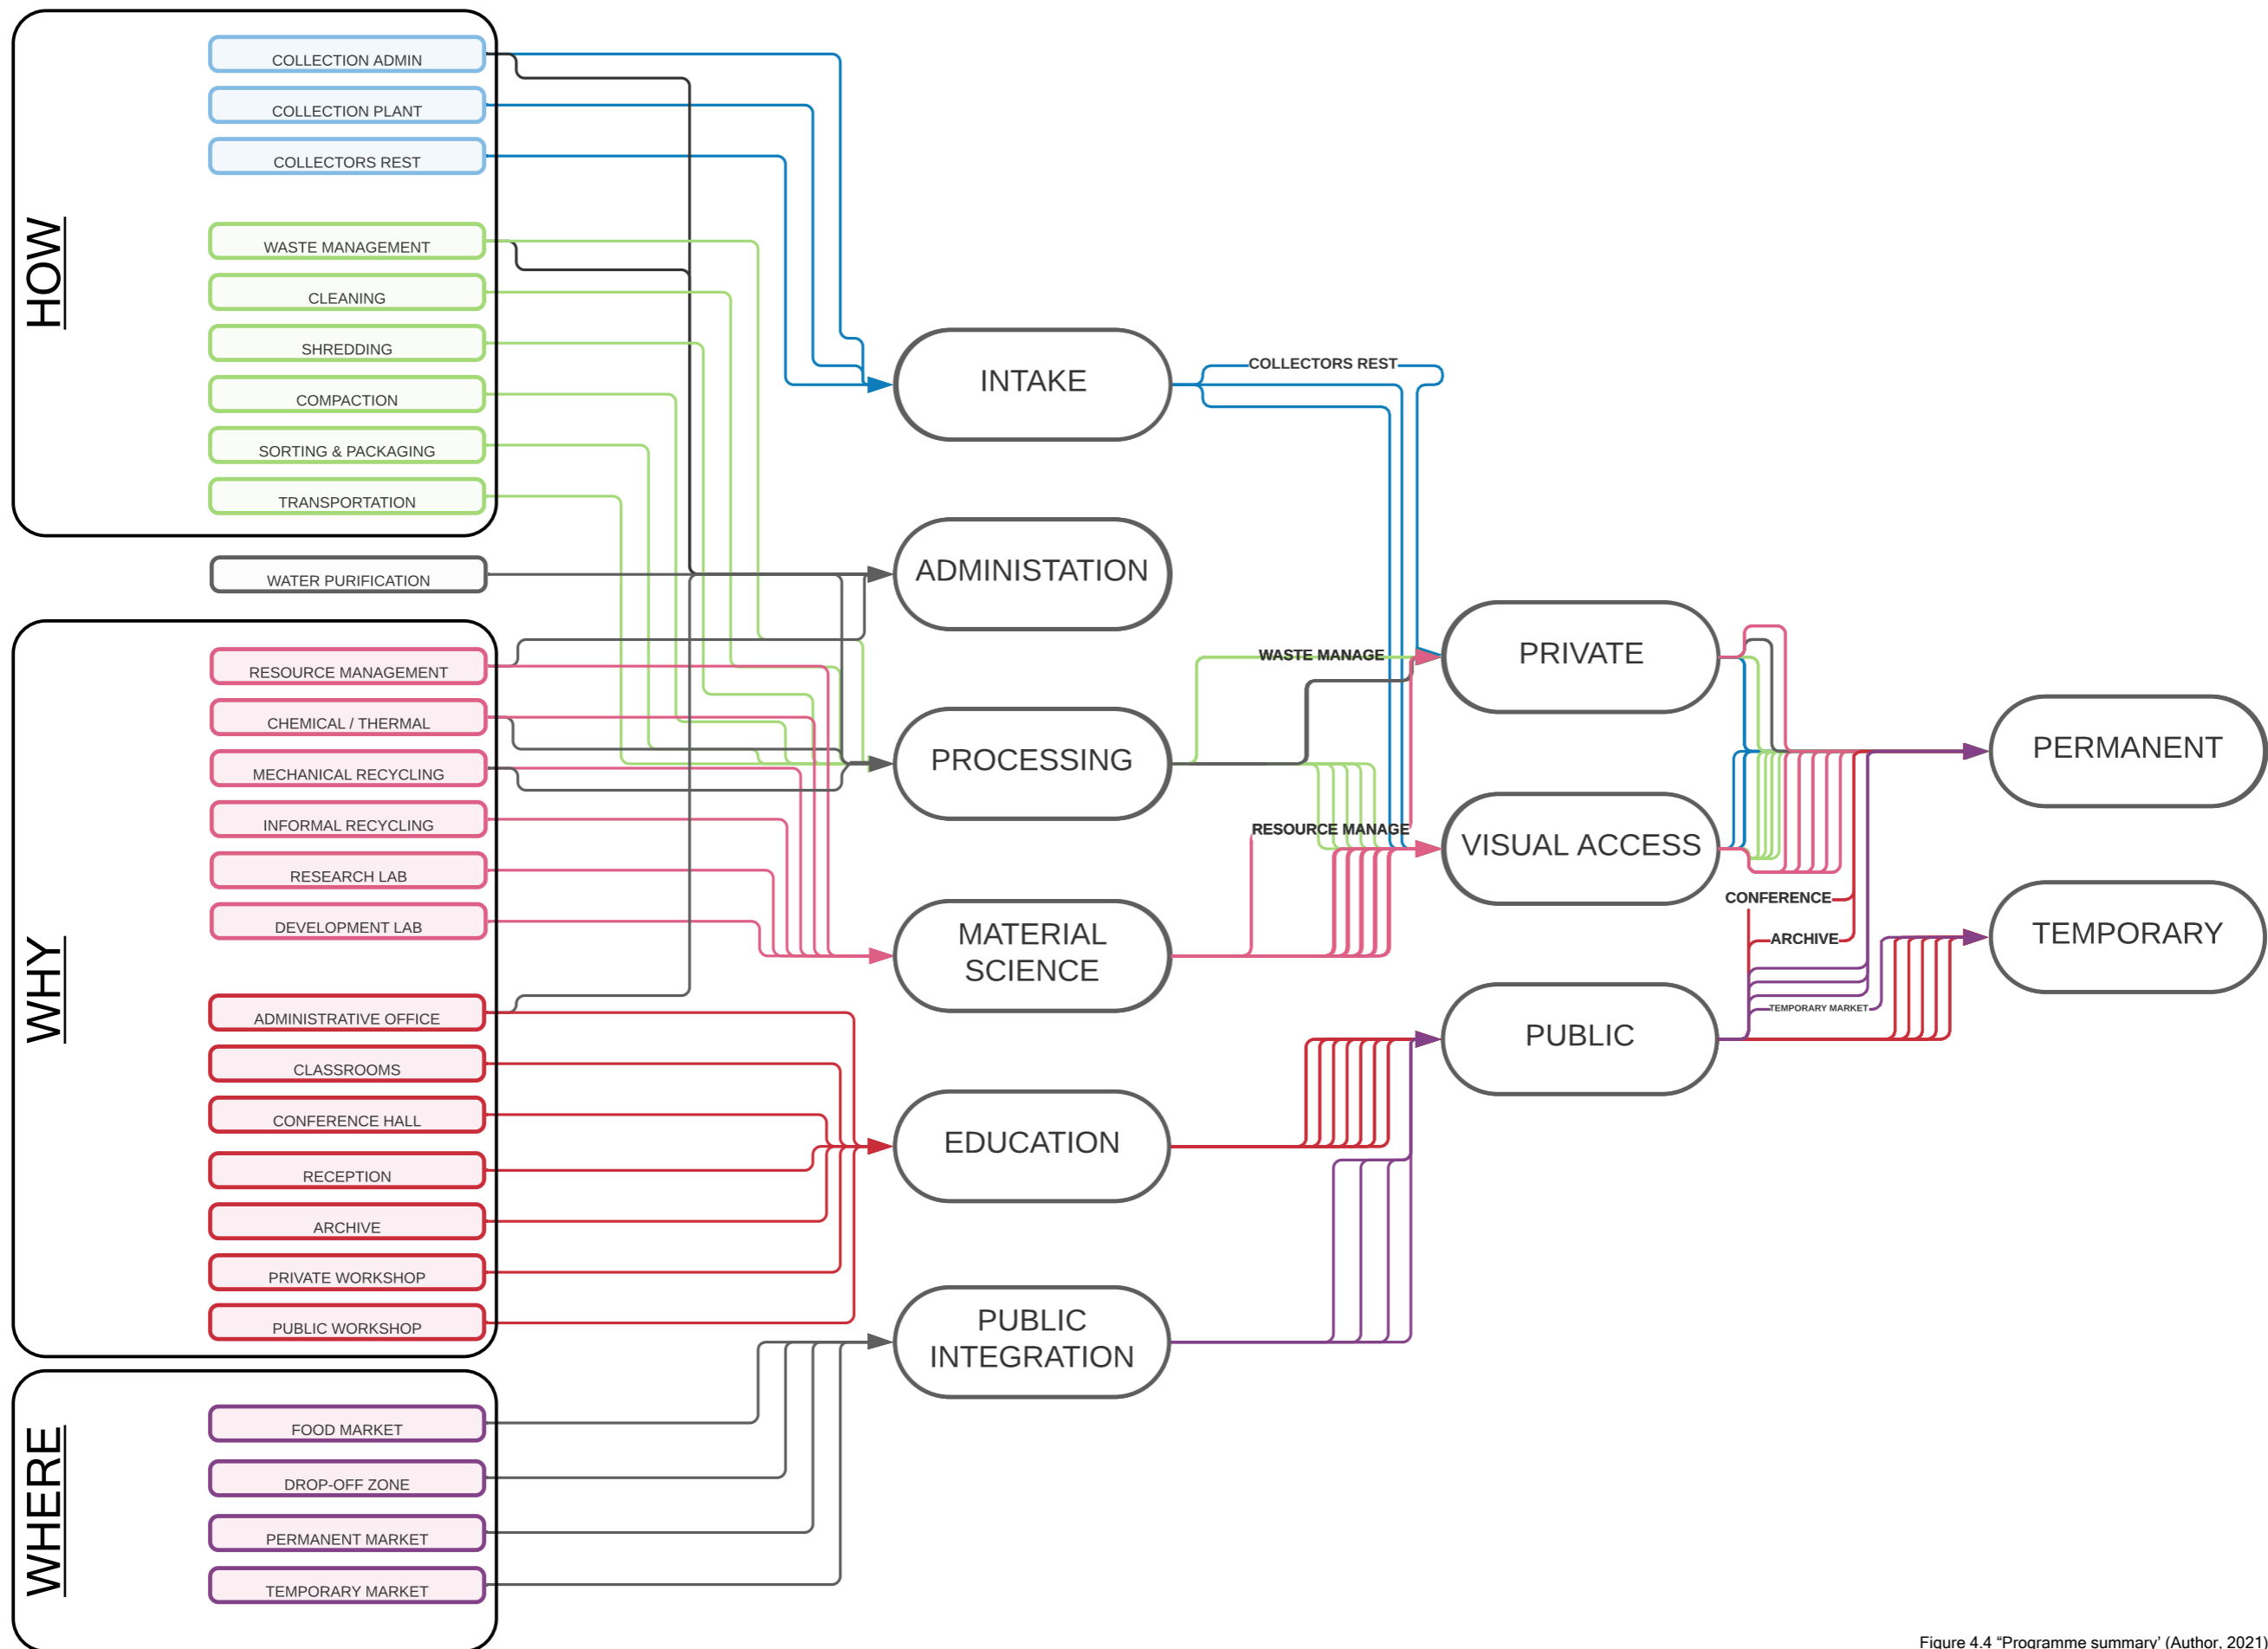 HOW
COLLECTION ADMIN
COLLECTION PLANT
COLLECTORS REST
WASTE MANAGEMENT
CLEANING
SHREDDING
COMPACTION
SORTING & PACKAGING
TRANSPORTATION
WATER PURIFICATION
WHY
RESOURCE MANAGEMENT
CHEMICAL / THERMAL
MECHANICAL RECYCLING
INFORMAL RECYCLING
RESEARCH LAB
DEVELOPMENT LAB
ADMINISTRATIVE OFFICE
CLASSROOMS
CONFERENCE HALL
RECEPTION
ARCHIVE
PRIVATE WORKSHOP
PUBLIC WORKSHOP
WHERE
FOOD MARKET
DROP-OFF ZONE
PERMANENT MARKET
TEMPORARY MARKET
INTAKE
ADMINISTATION
PROCESSING
MATERIAL
SCIENCE
EDUCATION
PUBLIC
INTEGRATION
COLLECTORS REST
WASTE MANAGE
RESOURCE MANAGE
PRIVATE
VISUAL ACCESS
PUBLIC
CONFERENCE
ARCHIVE
TEMPORARY MARKET
PERMANENT
TEMPORARY
Figure 4.4 “Programme summary’ (Author, 2021)